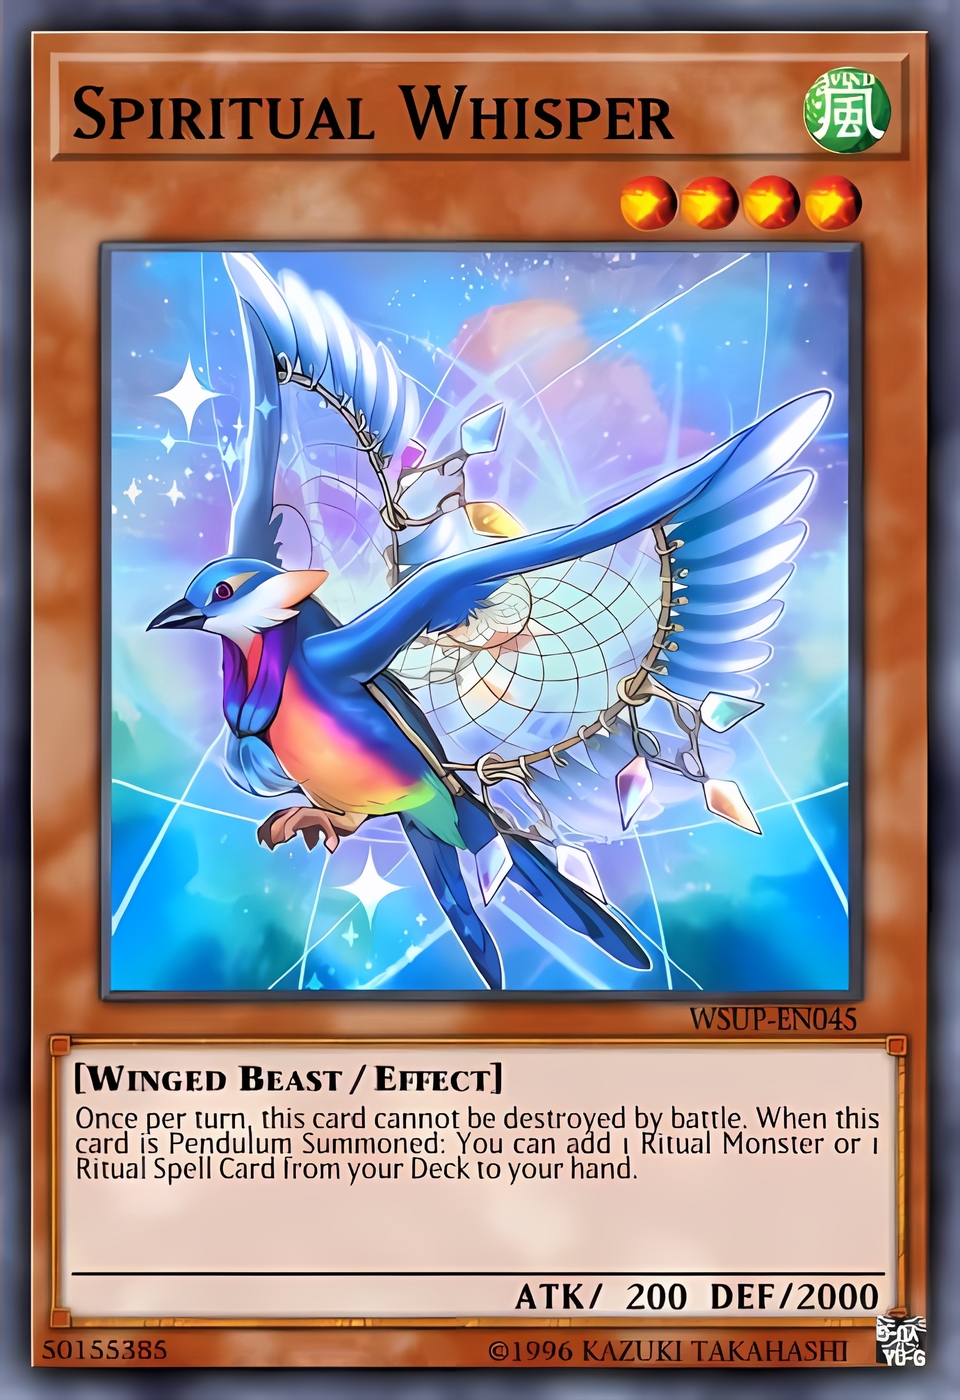 SPIRITUAL WHISPER
WIND
風
WSUP-EN045
[WINGED BEAST / EFFECT]
Once per turn, this card cannot be destroyed by battle. When this
card is Pendulum Summoned: You can add 1 Ritual Monster or 1
Ritual Spell Card from your Deck to your hand.
ATK/ 200 DEF/2000
50155385
©1996 KAZUKI TAKAHASHI